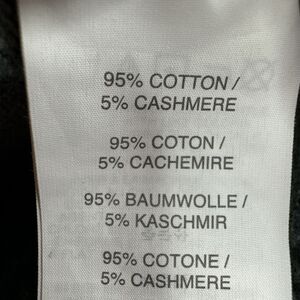 95% COTTON /
5% CASHMERE
95% COTON /
5% CACHEMIRE
95% BAUMWOLLE /
5% KASCHMIR
95% COTONE /
5% CASHMERE